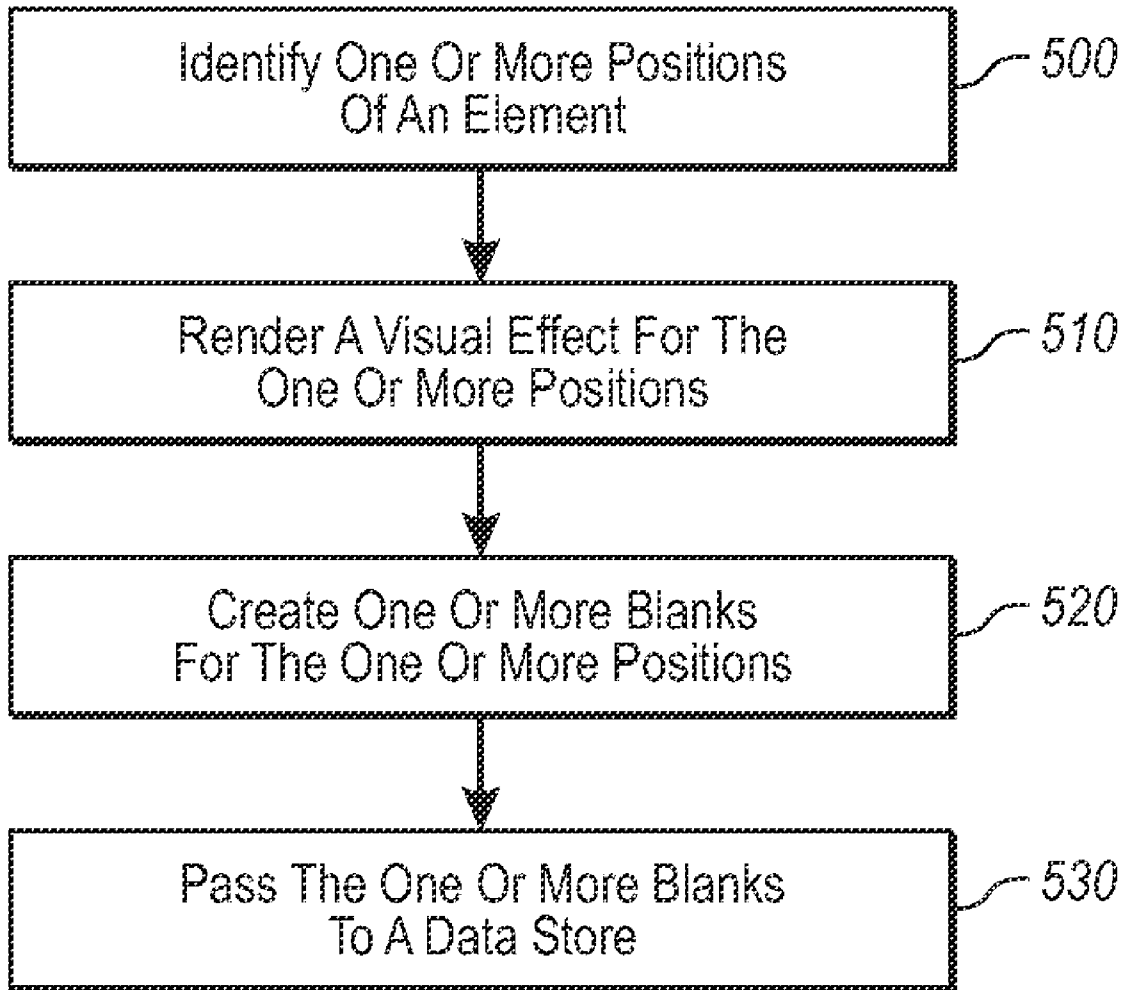 Identify One Or More Positions
Of An Element
500
Render A Visual Effect For The
One Or More Positions
510
Create One Or More Blanks
For The One Or More Positions
520
Pass The One Or More Blanks
To A Data Store
530